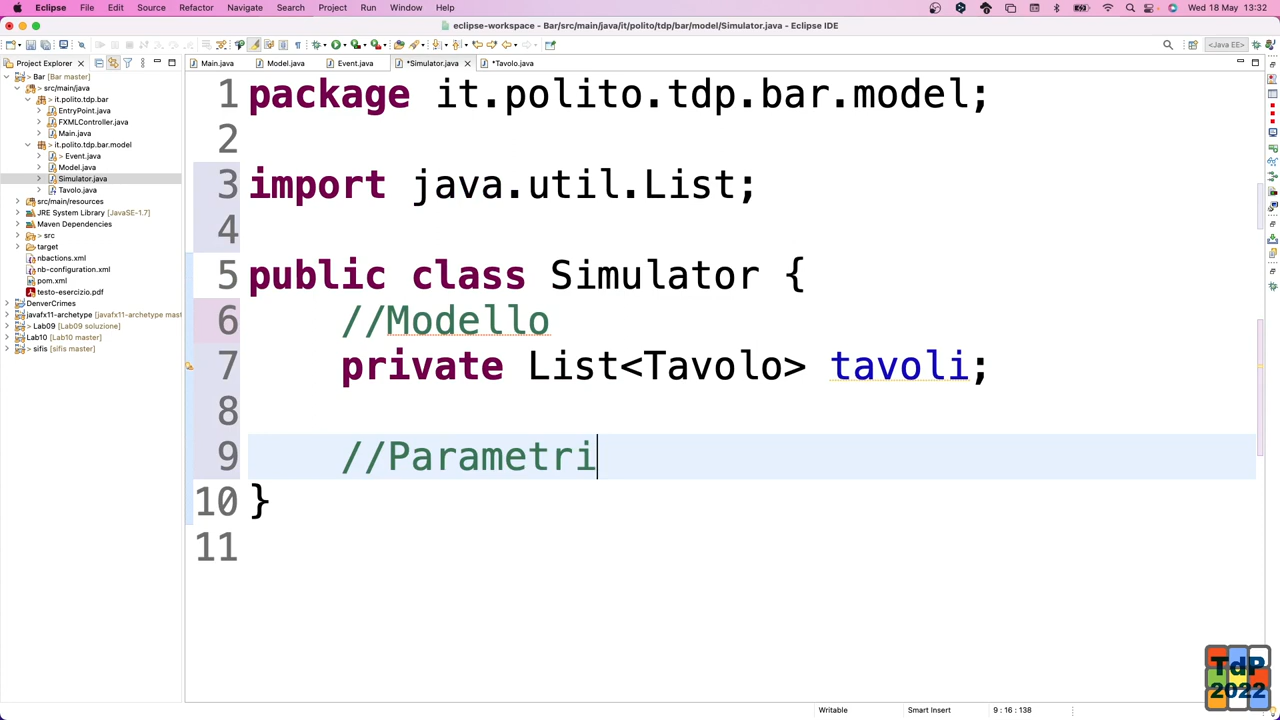 Eclipse File Edit Source Refactor Navigate Search Project Run Window Help Wed 18 May 13:32
eclipse-workspace - Bar/src/main/java/it/polito/tdp/bar/model/Simulator.java - Eclipse IDE
<Java EE>
Project Explorer
Main.java Model.java Event.java *Simulator.java *Tavolo.java
> Bar [Bar master]
src/main/java
it.polito.tdp.bar
EntryPoint.java
FXMLController.java
Main.java
it.polito.tdp.bar.model
> Event.java
Model.java
Simulator.java
Tavolo.java
src/main/resources
JRE System Library [JavaSE-1.7]
Maven Dependencies
> src
target
nbactions.xml
nb-configuration.xml
pom.xml
testo-esercizio.pdf
DenverCrimes
javafx11-archetype [javafx11-archetype mast
> Lab09 [Lab09 soluzione]
Lab10 [Lab10 master]
> sifis [sifis master]
1 package it.polito.tdp.bar.model;
2
3 import java.util.List;
4
5 public class Simulator {
6 //Modello
7 private List<Tavolo> tavoli;
8
9 //Parametri
10 }
11
TdP
2022
Writable Smart Insert 9 : 16 : 138